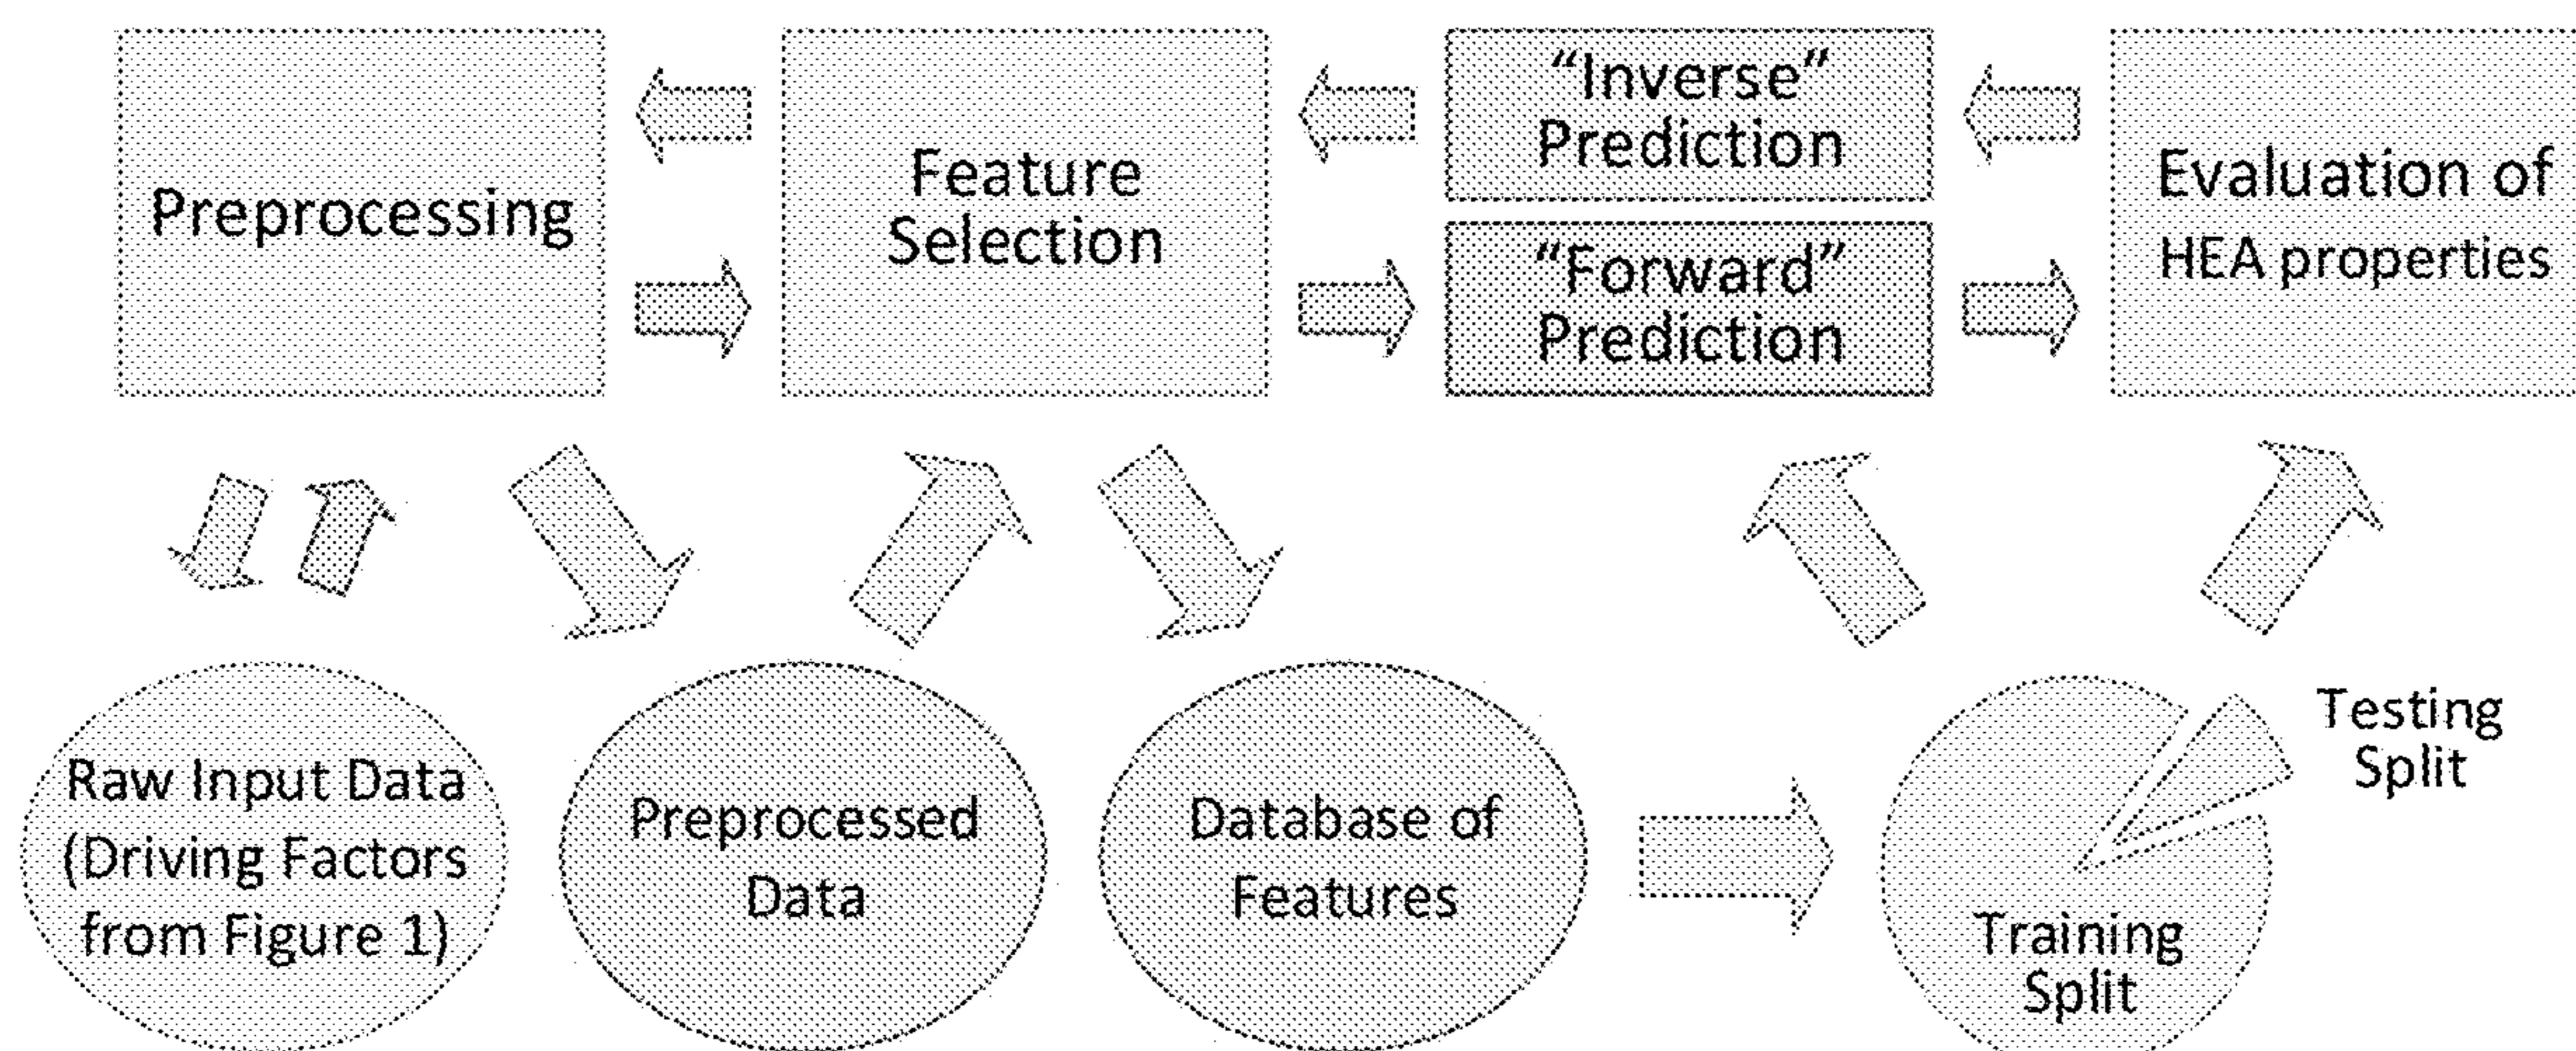 Preprocessing
Feature
Selection
“Inverse”
Prediction
“Forward”
Prediction
Evaluation of
HEA properties
Raw Input Data
(Driving Factors
from Figure 1)
Preprocessed
Data
Database of
Features
Training
Split
Testing
Split